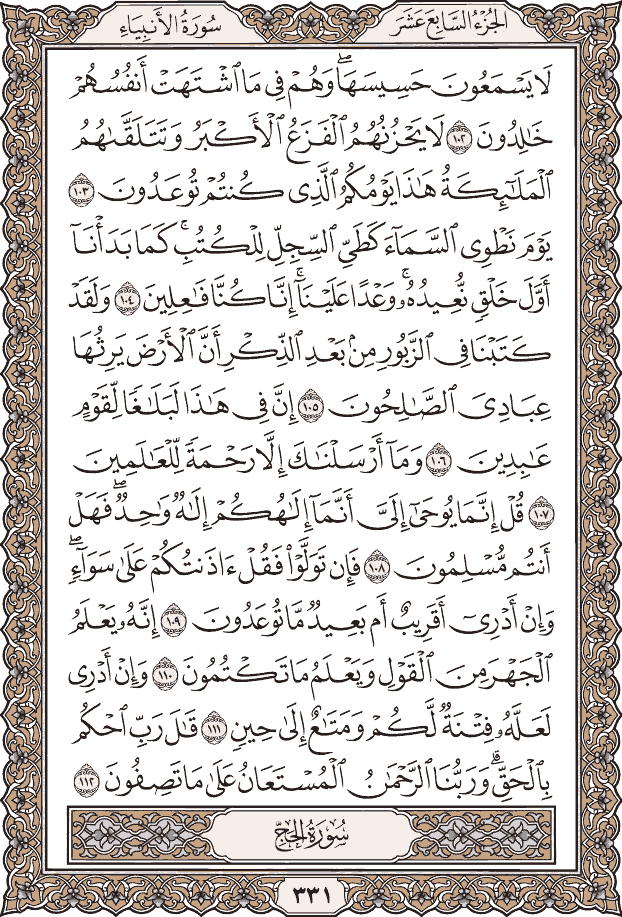 الجُزْءُ السَّابِعَ عَشَرَ
سُورَةُ الأَنبِيَاءِ
لَا يَسْمَعُونَ حَسِيسَهَاۖ وَهُمْ فِى مَا ٱشْتَهَتْ أَنفُسُهُمْ
خَٰلِدُونَ ١٠٢ لَا يَحْزُنُهُمُ ٱلْفَزَعُ ٱلْأَكْبَرُ وَتَتَلَقَّىٰهُمُ
ٱلْمَلَٰٓئِكَةُ هَٰذَا يَوْمُكُمُ ٱلَّذِى كُنتُمْ تُوعَدُونَ ١٠٣
يَوْمَ نَطْوِى ٱلسَّمَآءَ كَطَىِّ ٱلسِّجِلِّ لِلْكُتُبِۚ كَمَا بَدَأْنَآ
أَوَّلَ خَلْقٍ نُّعِيدُهُۥۚ وَعْدًا عَلَيْنَآۚ إِنَّا كُنَّا فَٰعِلِينَ ١٠٤ وَلَقَدْ
كَتَبْنَا فِى ٱلزَّبُورِ مِنۢ بَعْدِ ٱلذِّكْرِ أَنَّ ٱلْأَرْضَ يَرِثُهَا
عِبَادِىَ ٱلصَّٰلِحُونَ ١٠٥ إِنَّ فِى هَٰذَا لَبَلَٰغًا لِّقَوْمٍ
عَٰبِدِينَ ١٠٦ وَمَآ أَرْسَلْنَٰكَ إِلَّا رَحْمَةً لِّلْعَٰلَمِينَ
١٠٧ قُلْ إِنَّمَا يُوحَىٰٓ إِلَىَّ أَنَّمَآ إِلَٰهُكُمْ إِلَٰهٌ وَٰحِدٌۖ فَهَلْ
أَنتُم مُّسْلِمُونَ ١٠٨ فَإِن تَوَلَّوْا۟ فَقُلْ ءَاذَنتُكُمْ عَلَىٰ سَوَآءٍۖ
وَإِنْ أَدْرِىٓ أَقَرِيبٌ أَم بَعِيدٌ مَّا تُوعَدُونَ ١٠٩ إِنَّهُۥ يَعْلَمُ
ٱلْجَهْرَ مِنَ ٱلْقَوْلِ وَيَعْلَمُ مَا تَكْتُمُونَ ١١٠ وَإِنْ أَدْرِى
لَعَلَّهُۥ فِتْنَةٌ لَّكُمْ وَمَتَٰعٌ إِلَىٰ حِينٍ ١١١ قَٰلَ رَبِّ ٱحْكُم
بِٱلْحَقِّۗ وَرَبُّنَا ٱلرَّحْمَٰنُ ٱلْمُسْتَعَانُ عَلَىٰ مَا تَصِفُونَ ١١٢
سُورَةُ الحَجِّ
٣٣١